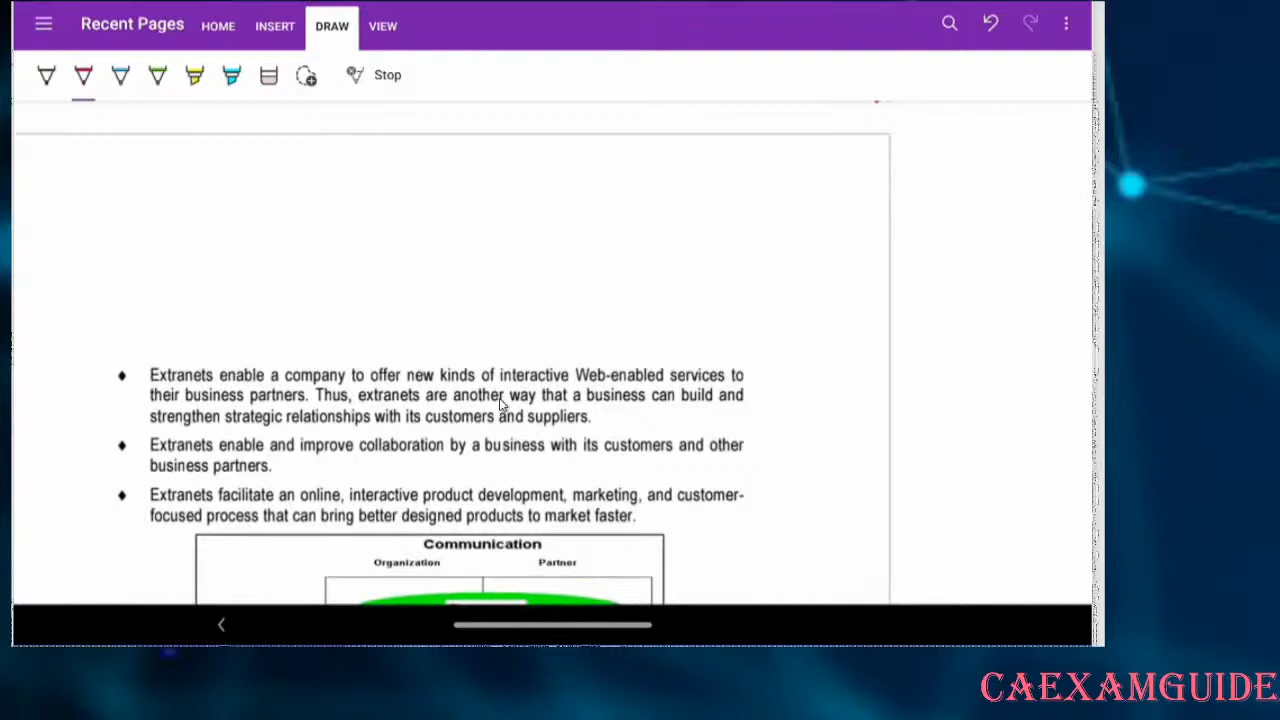 Recent Pages HOME INSERT DRAW VIEW
Stop
♦ Extranets enable a company to offer new kinds of interactive Web-enabled services to
their business partners. Thus, extranets are another way that a business can build and
strengthen strategic relationships with its customers and suppliers.
♦ Extranets enable and improve collaboration by a business with its customers and other
business partners.
♦ Extranets facilitate an online, interactive product development, marketing, and customer-
focused process that can bring better designed products to market faster.
Communication
Organization Partner
CAEXAMGUIDE